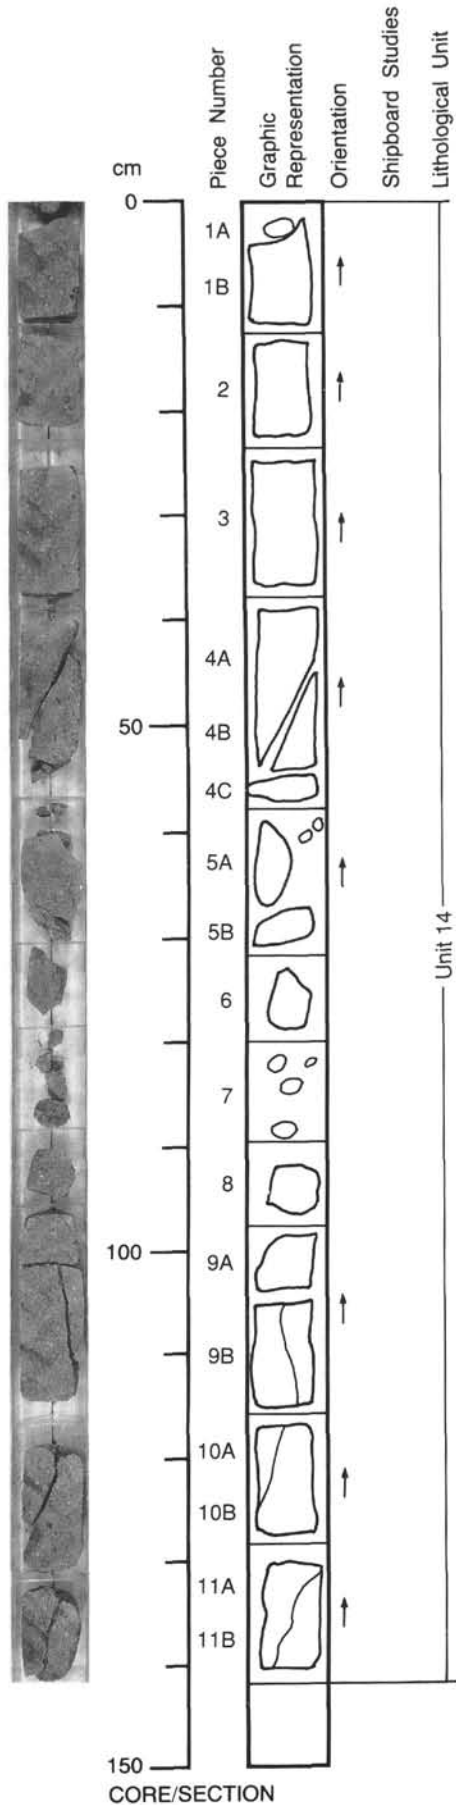 cm
Piece Number
Graphic
Representation
Orientation
Shipboard Studies
Lithological Unit
0
1A
1B
2
3
4A
50
4B
4C
5A
5B
Unit 14
6
7
8
100
9A
9B
10A
10B
11A
11B
150
CORE/SECTION